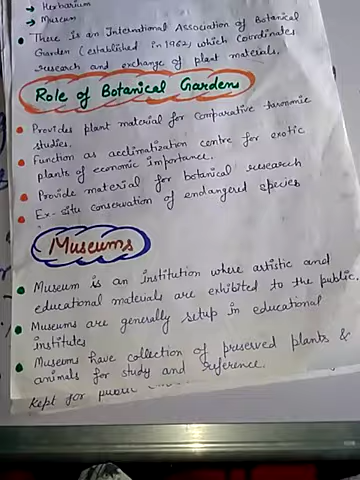 → Herbarium
→ Museum
• There is an International Association of Botanical
Garden (established in 1962) which coordinates
research and exchange of plant materials.
Role of Botanical Gardens
• Provides plant material for comparative taxonomic
studies.
• Function as acclimatization centre for exotic
plants of economic importance.
• Provide material for botanical research
• Ex-situ conservation of endangered species
Museums
• Museum is an institution where artistic and
educational materials are exhibited to the public.
• Museums are generally setup in educational
institutes
• Museums have collection of preserved plants &
animals for study and reference.
Kept for public